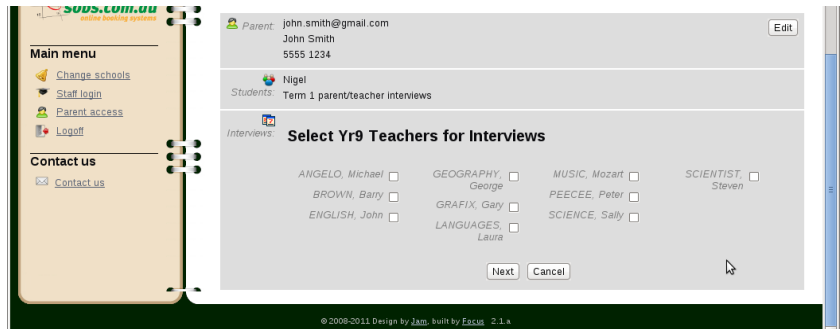 sobs.com.au
online booking systems
Main menu
Change schools
Staff login
Parent access
Logoff
Contact us
Contact us
Parent: john.smith@gmail.com
John Smith
5555 1234
Edit
Students: Nigel
Term 1 parent/teacher interviews
Interviews: Select Yr9 Teachers for Interviews
ANGELO, Michael
BROWN, Barry
ENGLISH, John
GEOGRAPHY,
George
GRAFIX, Gary
LANGUAGES,
Laura
MUSIC, Mozart
PEECEE, Peter
SCIENCE, Sally
SCIENTIST,
Steven
Next Cancel
© 2008-2011 Design by Jam, built by Focus 2.1.a